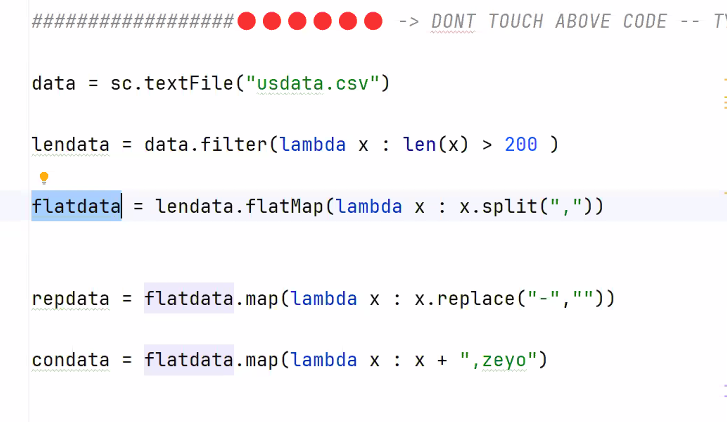 ################## -> DONT TOUCH ABOVE CODE -- TY
data = sc.textFile("usdata.csv")
lendata = data.filter(lambda x : len(x) > 200 )
flatdata = lendata.flatMap(lambda x : x.split(","))
repdata = flatdata.map(lambda x : x.replace("-",""))
condata = flatdata.map(lambda x : x + ",zeyo")